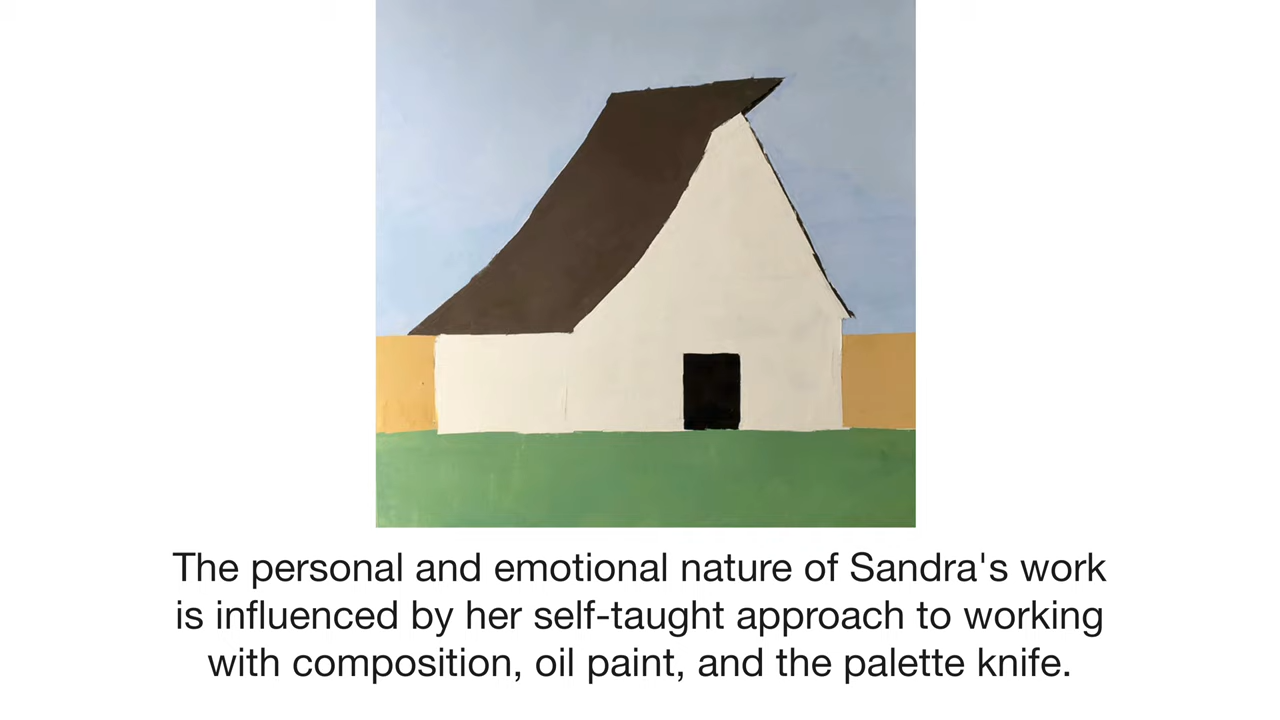 The personal and emotional nature of Sandra's work
is influenced by her self-taught approach to working
with composition, oil paint, and the palette knife.